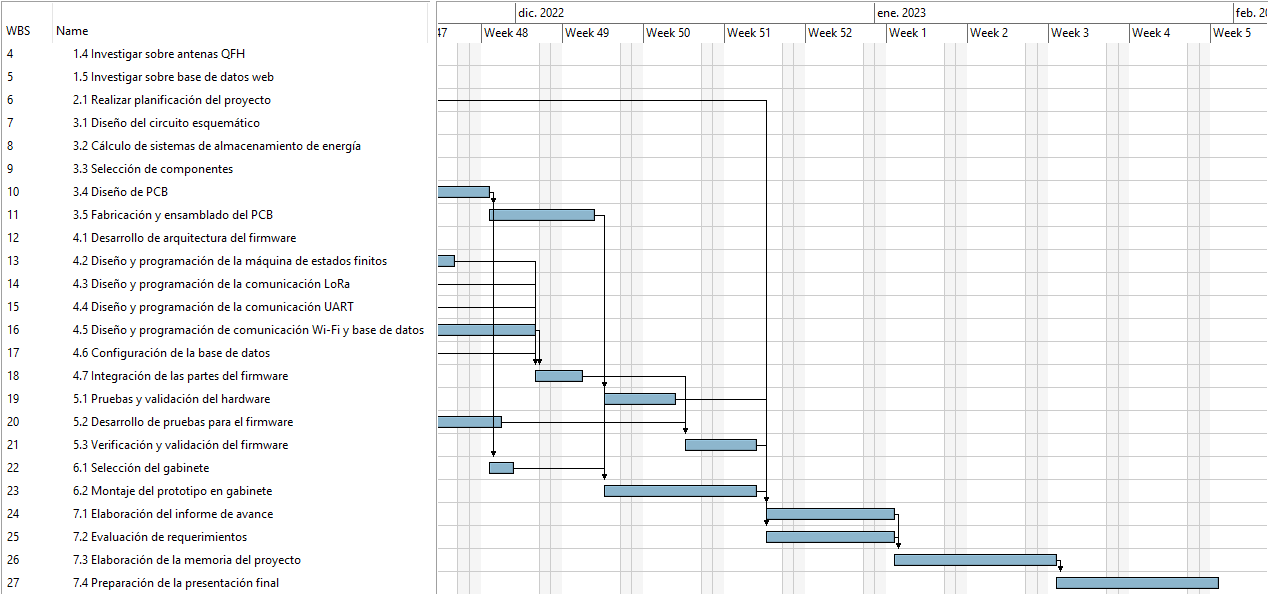 dic. 2022 ene. 2023 feb. 20
WBS Name 47 Week 48 Week 49 Week 50 Week 51 Week 52 Week 1 Week 2 Week 3 Week 4 Week 5
4 1.4 Investigar sobre antenas QFH
5 1.5 Investigar sobre base de datos web
6 2.1 Realizar planificación del proyecto
7 3.1 Diseño del circuito esquemático
8 3.2 Cálculo de sistemas de almacenamiento de energía
9 3.3 Selección de componentes
10 3.4 Diseño de PCB
11 3.5 Fabricación y ensamblado del PCB
12 4.1 Desarrollo de arquitectura del firmware
13 4.2 Diseño y programación de la máquina de estados finitos
14 4.3 Diseño y programación de la comunicación LoRa
15 4.4 Diseño y programación de la comunicación UART
16 4.5 Diseño y programación de comunicación Wi-Fi y base de datos
17 4.6 Configuración de la base de datos
18 4.7 Integración de las partes del firmware
19 5.1 Pruebas y validación del hardware
20 5.2 Desarrollo de pruebas para el firmware
21 5.3 Verificación y validación del firmware
22 6.1 Selección del gabinete
23 6.2 Montaje del prototipo en gabinete
24 7.1 Elaboración del informe de avance
25 7.2 Evaluación de requerimientos
26 7.3 Elaboración de la memoria del proyecto
27 7.4 Preparación de la presentación final